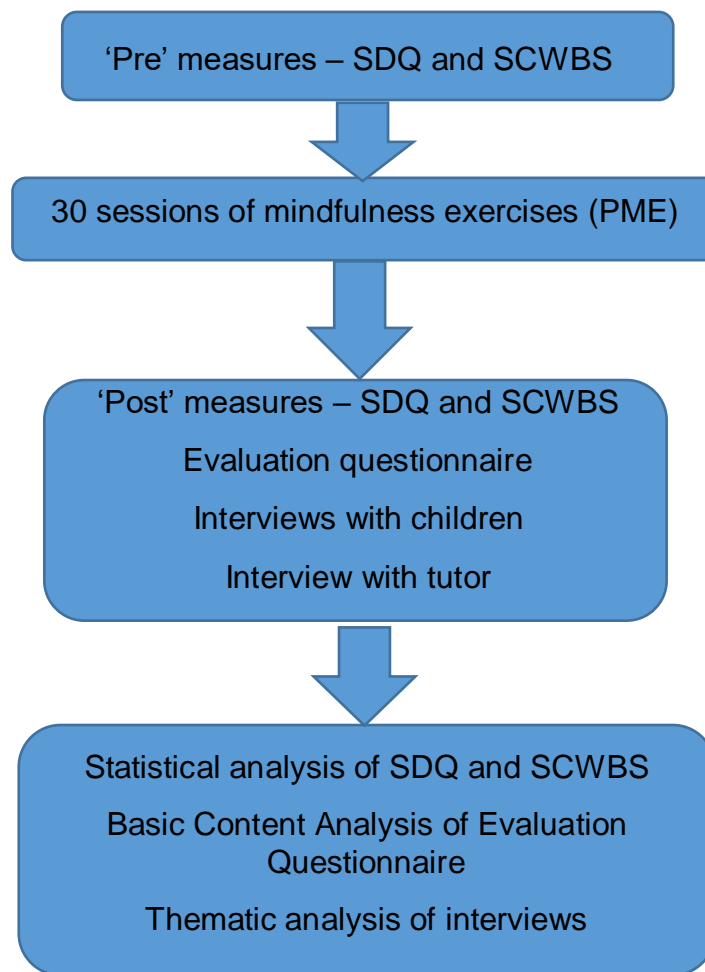 ‘Pre’ measures – SDQ and SCWBS
30 sessions of mindfulness exercises (PME)
‘Post’ measures – SDQ and SCWBS
Evaluation questionnaire
Interviews with children
Interview with tutor
Statistical analysis of SDQ and SCWBS
Basic Content Analysis of Evaluation
Questionnaire
Thematic analysis of interviews